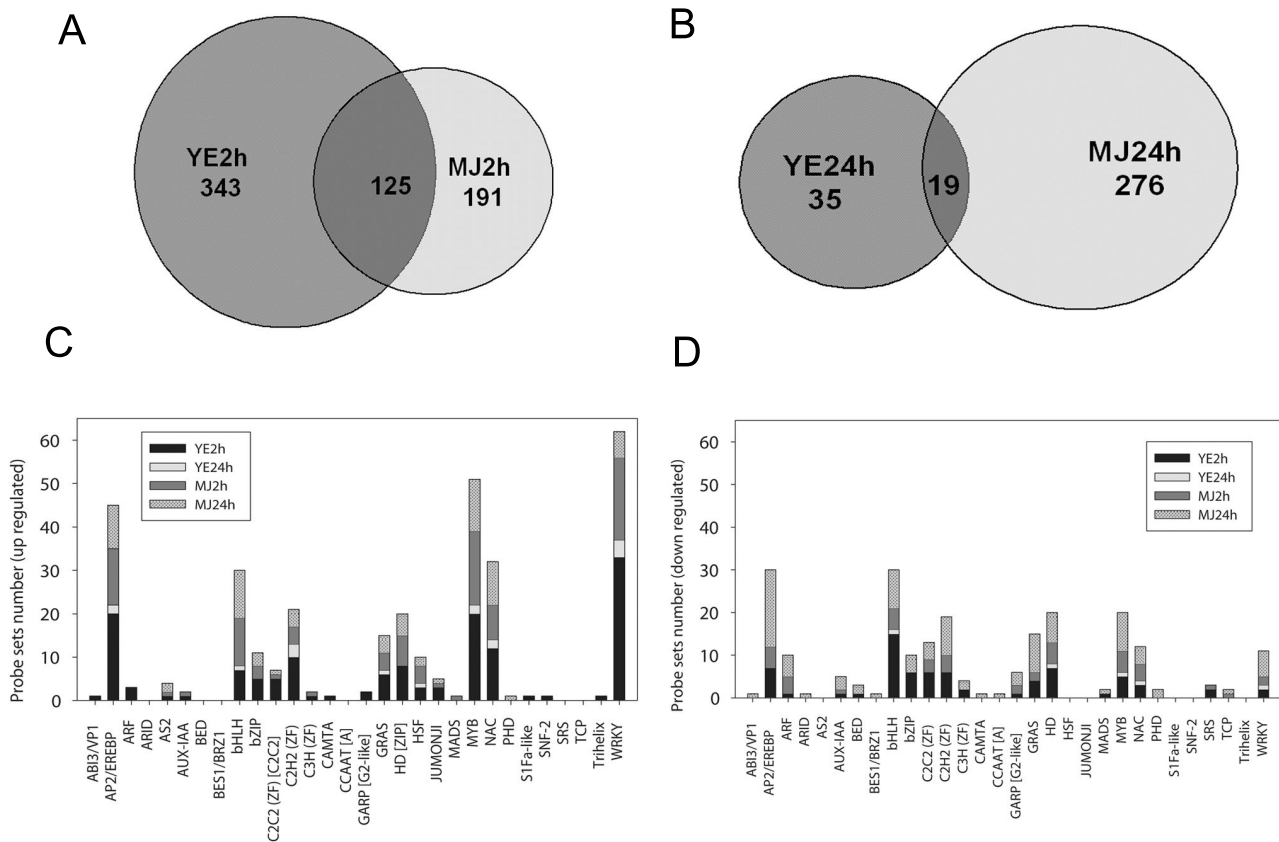 A
YE2h
343
125
MJ2h
191
B
YE24h
35
19
MJ24h
276
C
Probe sets number (up regulated)
60
50
40
30
20
10
0
YE2h
YE24h
MJ2h
MJ24h
ABI3/VP1
AP2/EREBP
ARF
ARID
AS2
AUX-IAA
BED
BES1/BRZ1
bHLH
bZIP
C2C2 (ZF) [C2C2]
C2H2 (ZF)
C3H (ZF)
CAMTA
CCAAT [A]
GARP [G2-like]
GRAS
HD [ZIP]
HSF
JUMONJI
MADS
MYB
NAC
PHD
S1Fa-like
SNF-2
SRS
TCP
Trihelix
WRKY
D
Probe sets number (down regulated)
60
50
40
30
20
10
0
YE2h
YE24h
MJ2h
MJ24h
ABI3/VP1
AP2/EREBP
ARF
ARID
AS2
AUX-IAA
BED
BES1/BRZ1
bHLH
bZIP
C2C2 (ZF)
C2H2 (ZF)
C3H (ZF)
CAMTA
CCAAT [A]
GARP [G2-like]
GRAS
HD
HSF
JUMONJI
MADS
MYB
NAC
PHD
S1Fa-like
SNF-2
SRS
TCP
Trihelix
WRKY